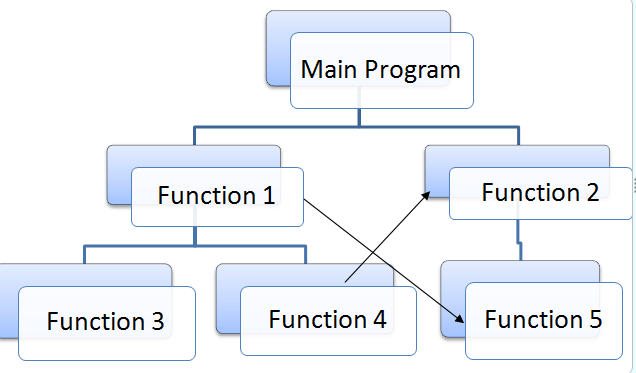 Main Program
Function 1
Function 2
Function 3
Function 4
Function 5